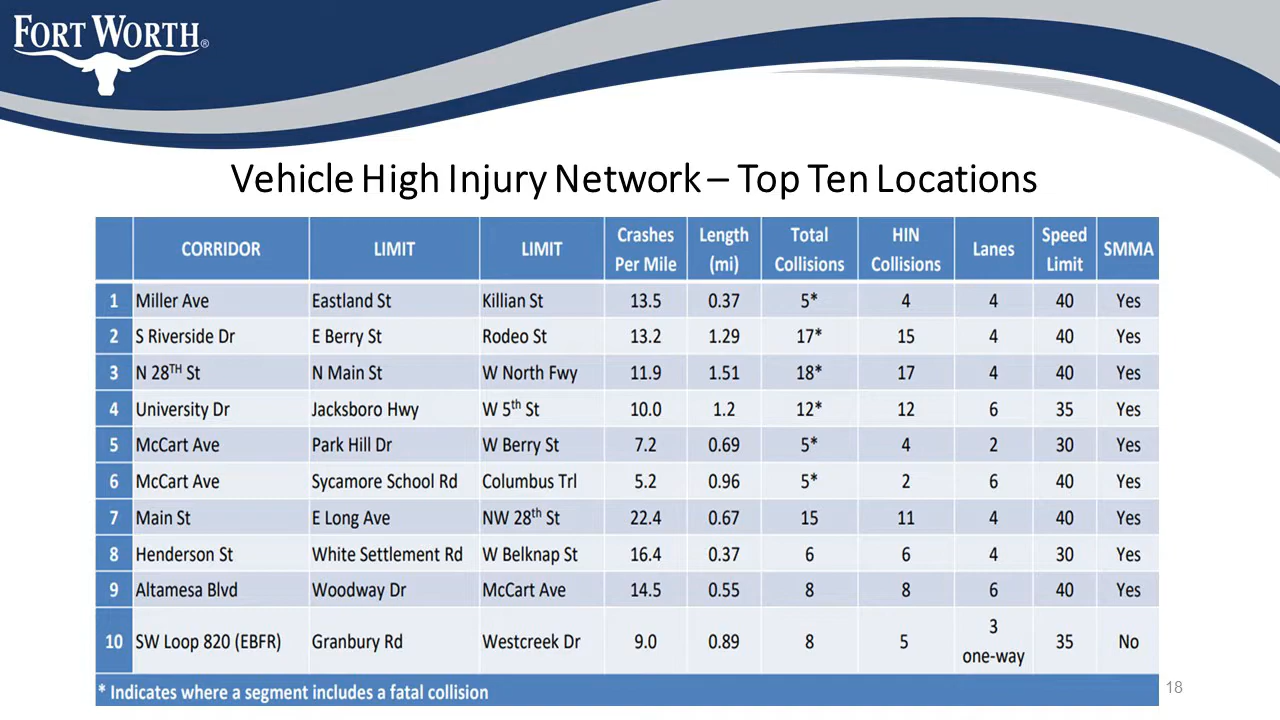 FORT WORTH®
Vehicle High Injury Network – Top Ten Locations
CORRIDOR LIMIT LIMIT Crashes Per Mile Length (mi) Total Collisions HIN Collisions Lanes Speed Limit SMMA
1 Miller Ave Eastland St Killian St 13.5 0.37 5* 4 4 40 Yes
2 S Riverside Dr E Berry St Rodeo St 13.2 1.29 17* 15 4 40 Yes
3 N 28TH St N Main St W North Fwy 11.9 1.51 18* 17 4 40 Yes
4 University Dr Jacksboro Hwy W 5th St 10.0 1.2 12* 12 6 35 Yes
5 McCart Ave Park Hill Dr W Berry St 7.2 0.69 5* 4 2 30 Yes
6 McCart Ave Sycamore School Rd Columbus Trl 5.2 0.96 5* 2 6 40 Yes
7 Main St E Long Ave NW 28th St 22.4 0.67 15 11 4 40 Yes
8 Henderson St White Settlement Rd W Belknap St 16.4 0.37 6 6 4 30 Yes
9 Altamesa Blvd Woodway Dr McCart Ave 14.5 0.55 8 8 6 40 Yes
10 SW Loop 820 (EBFR) Granbury Rd Westcreek Dr 9.0 0.89 8 5 3 one-way 35 No
* Indicates where a segment includes a fatal collision
18